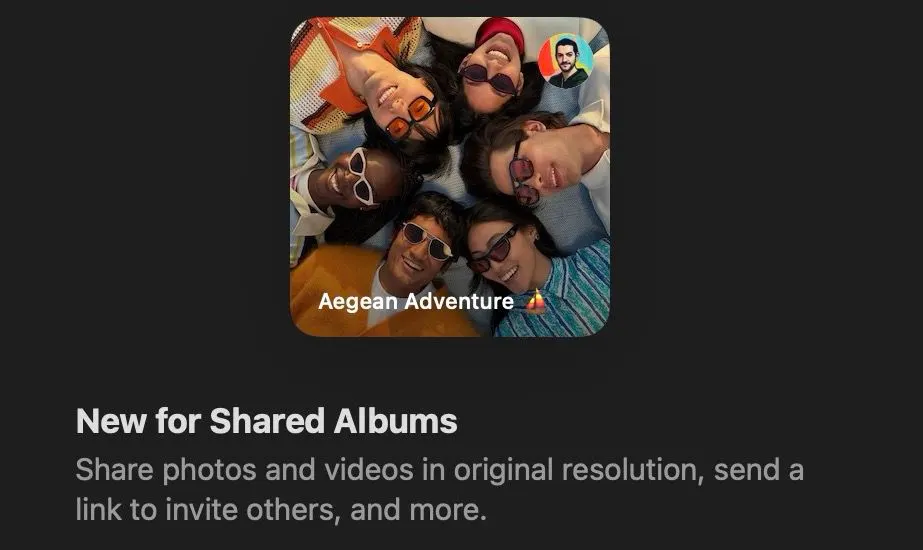 Aegean Adventure ⛵
New for Shared Albums
Share photos and videos in original resolution, send a
link to invite others, and more.